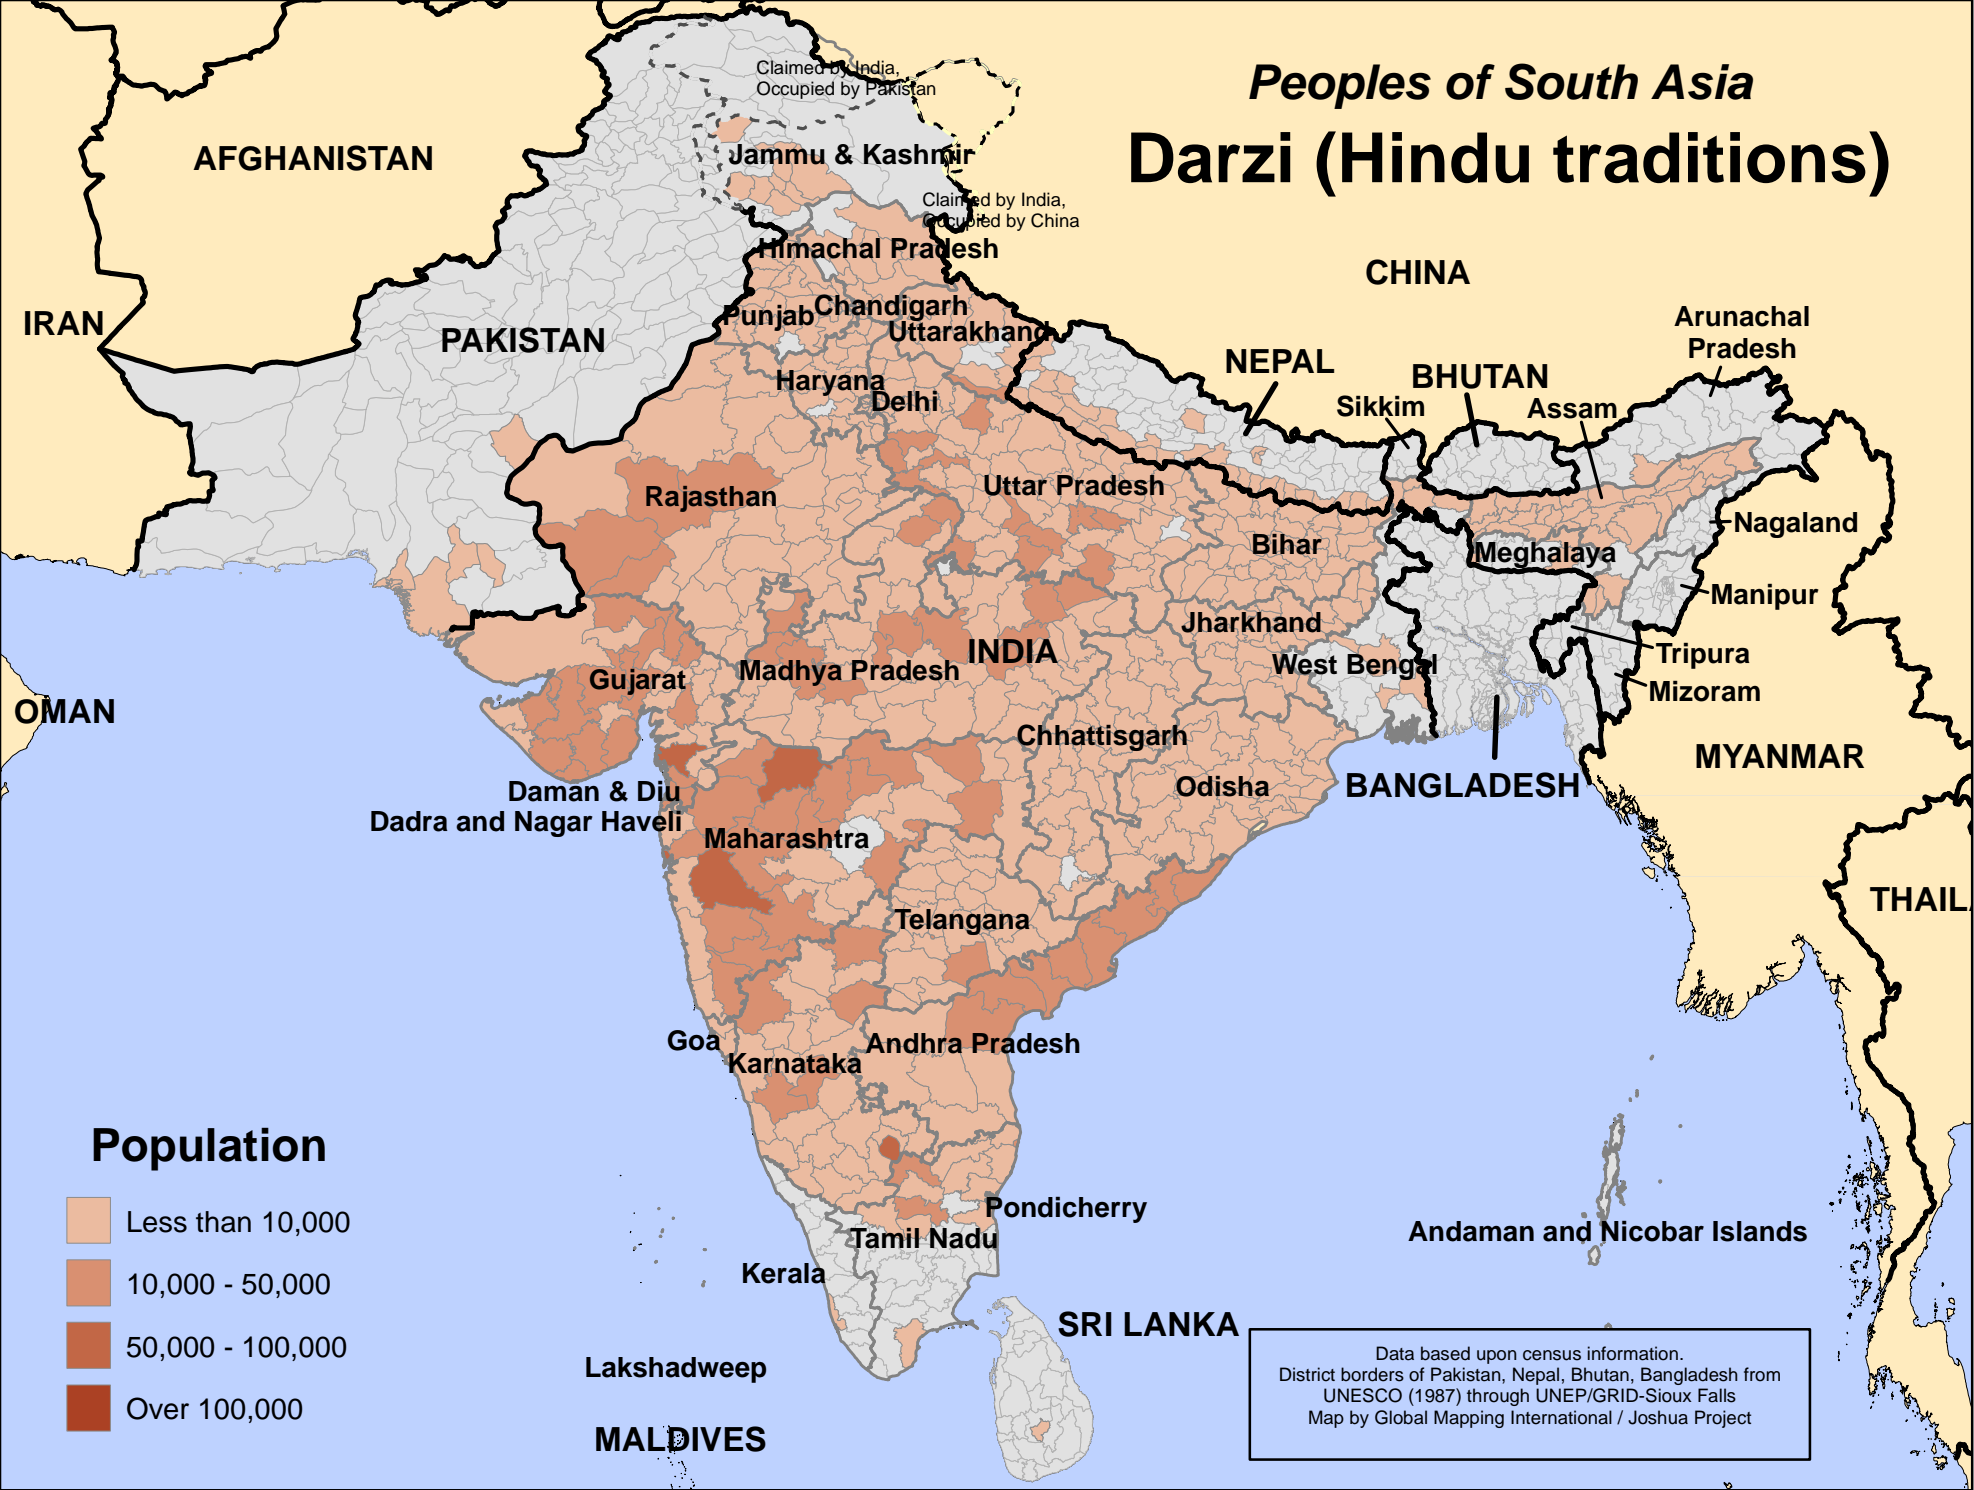 Peoples of South Asia
Darzi (Hindu traditions)
Claimed by India,
Occupied by Pakistan
AFGHANISTAN
Jammu & Kashmir
Claimed by India,
Occupied by China
Himachal Pradesh
CHINA
IRAN
PAKISTAN
Punjab
Chandigarh
Uttarakhand
Arunachal
Pradesh
NEPAL
BHUTAN
Haryana
Delhi
Sikkim
Assam
Rajasthan
Uttar Pradesh
Nagaland
Bihar
Meghalaya
Manipur
Jharkhand
INDIA
Tripura
West Bengal
Madhya Pradesh
Gujarat
Mizoram
OMAN
Chhattisgarh
MYANMAR
Odisha
BANGLADESH
Daman & Diu
Dadra and Nagar Haveli
Maharashtra
THAIL
Telangana
Goa
Andhra Pradesh
Karnataka
Population
Less than 10,000
10,000 - 50,000
50,000 - 100,000
Over 100,000
Pondicherry
Tamil Nadu
Andaman and Nicobar Islands
Kerala
SRI LANKA
Lakshadweep
MALDIVES
Data based upon census information.
District borders of Pakistan, Nepal, Bhutan, Bangladesh from
UNESCO (1987) through UNEP/GRID-Sioux Falls
Map by Global Mapping International / Joshua Project